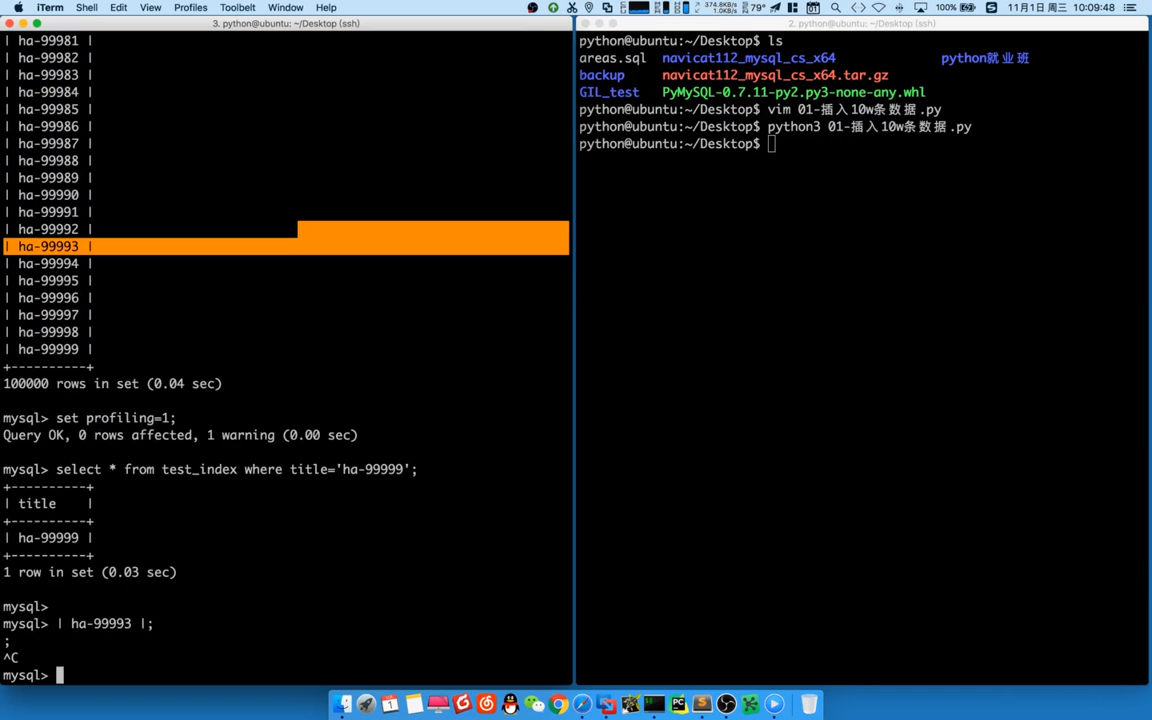 iTerm Shell Edit View Profiles Toolbelt Window Help 374.8KB/s 1.0KB/s 79° 100% 11月1日 周三 10:09:48
3. python@ubuntu: ~/Desktop (ssh)
| ha-99981 |
| ha-99982 |
| ha-99983 |
| ha-99984 |
| ha-99985 |
| ha-99986 |
| ha-99987 |
| ha-99988 |
| ha-99989 |
| ha-99990 |
| ha-99991 |
| ha-99992 |
| ha-99993 |
| ha-99994 |
| ha-99995 |
| ha-99996 |
| ha-99997 |
| ha-99998 |
| ha-99999 |
+----------+
100000 rows in set (0.04 sec)
mysql> set profiling=1;
Query OK, 0 rows affected, 1 warning (0.00 sec)
mysql> select * from test_index where title='ha-99999';
+----------+
| title    |
+----------+
| ha-99999 |
+----------+
1 row in set (0.03 sec)
mysql>
mysql> | ha-99993 |;
;
^C
mysql>
2. python@ubuntu: ~/Desktop (ssh)
python@ubuntu:~/Desktop$ ls
areas.sql navicat112_mysql_cs_x64 python就业班
backup navicat112_mysql_cs_x64.tar.gz
GIL_test PyMySQL-0.7.11-py2.py3-none-any.whl
python@ubuntu:~/Desktop$ vim 01-插入10w条数据.py
python@ubuntu:~/Desktop$ python3 01-插入10w条数据.py
python@ubuntu:~/Desktop$